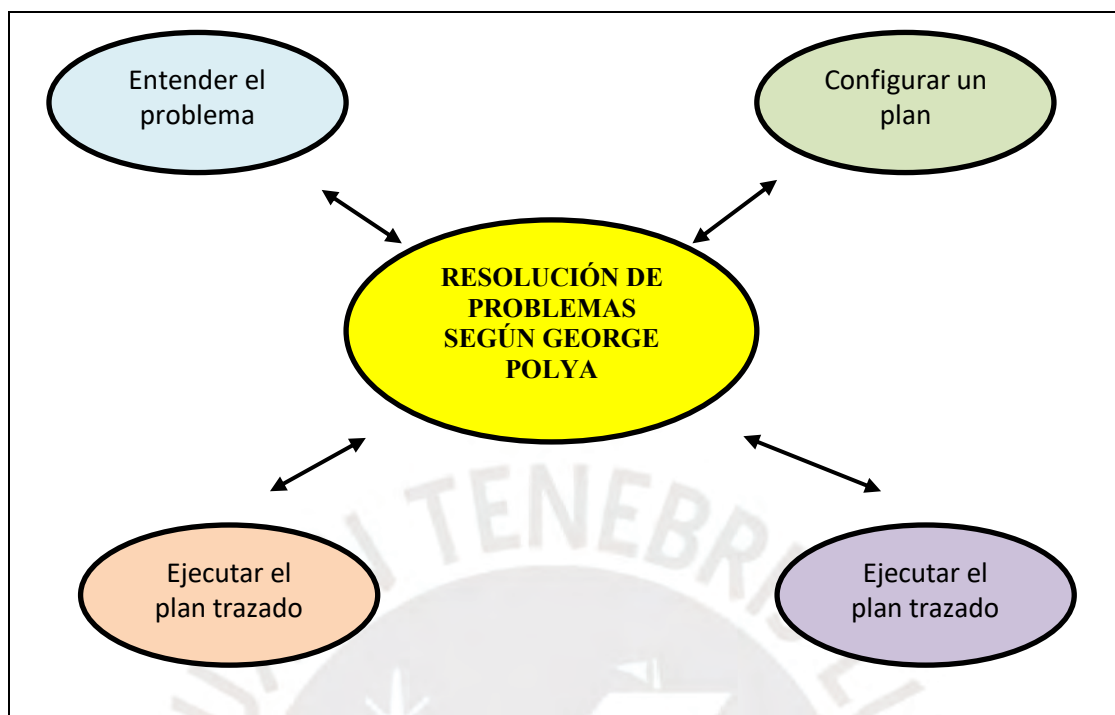 Entender el
problema
Configurar un
plan
RESOLUCIÓN DE
PROBLEMAS
SEGÚN GEORGE
POLYA
Ejecutar el
plan trazado
Ejecutar el
plan trazado
TENEBRIS